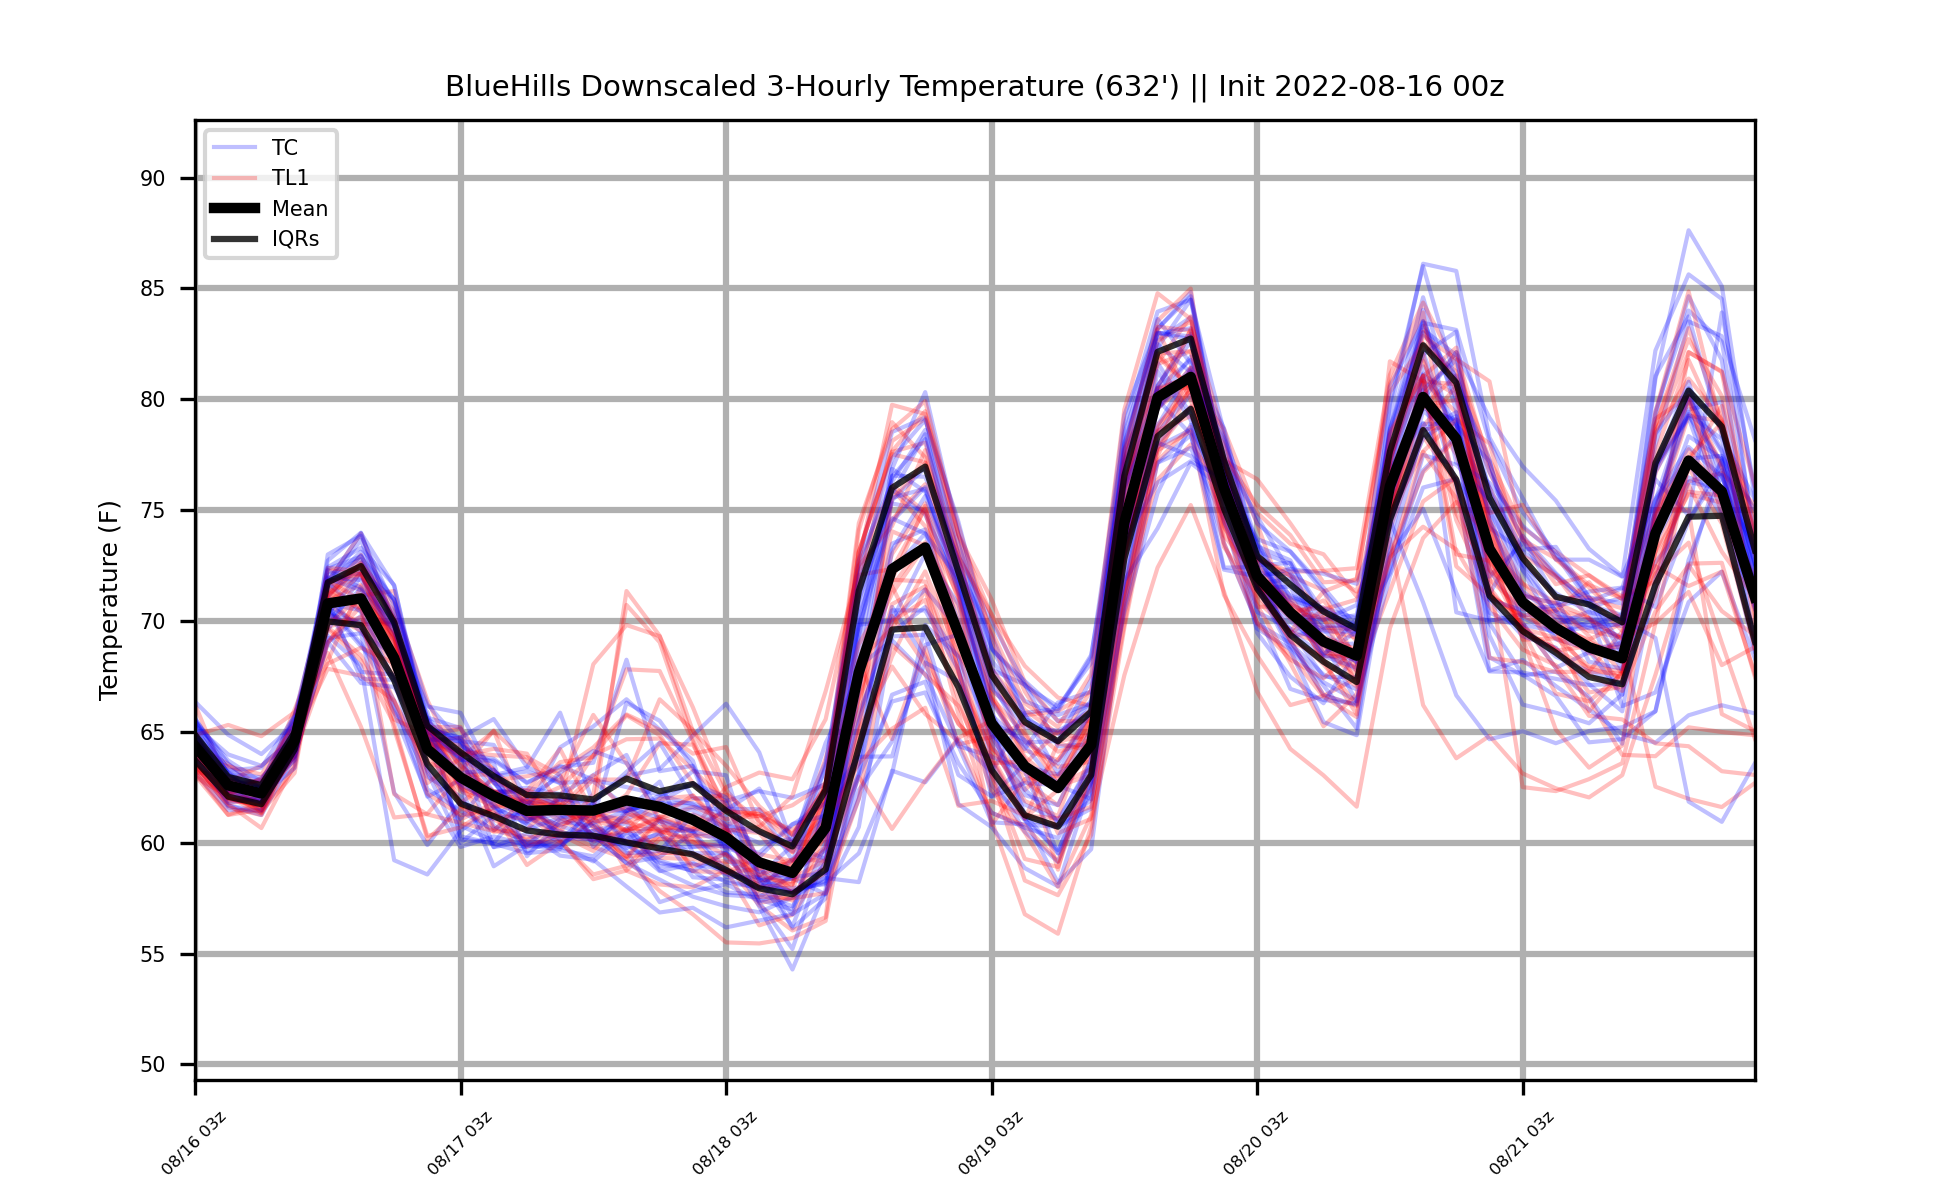 BlueHills Downscaled 3-Hourly Temperature (632') || Init 2022-08-16 00z
TC
TL1
Mean
IQRs
Temperature (F)
90
85
80
75
70
65
60
55
50
08/16 03z
08/17 03z
08/18 03z
08/19 03z
08/20 03z
08/21 03z